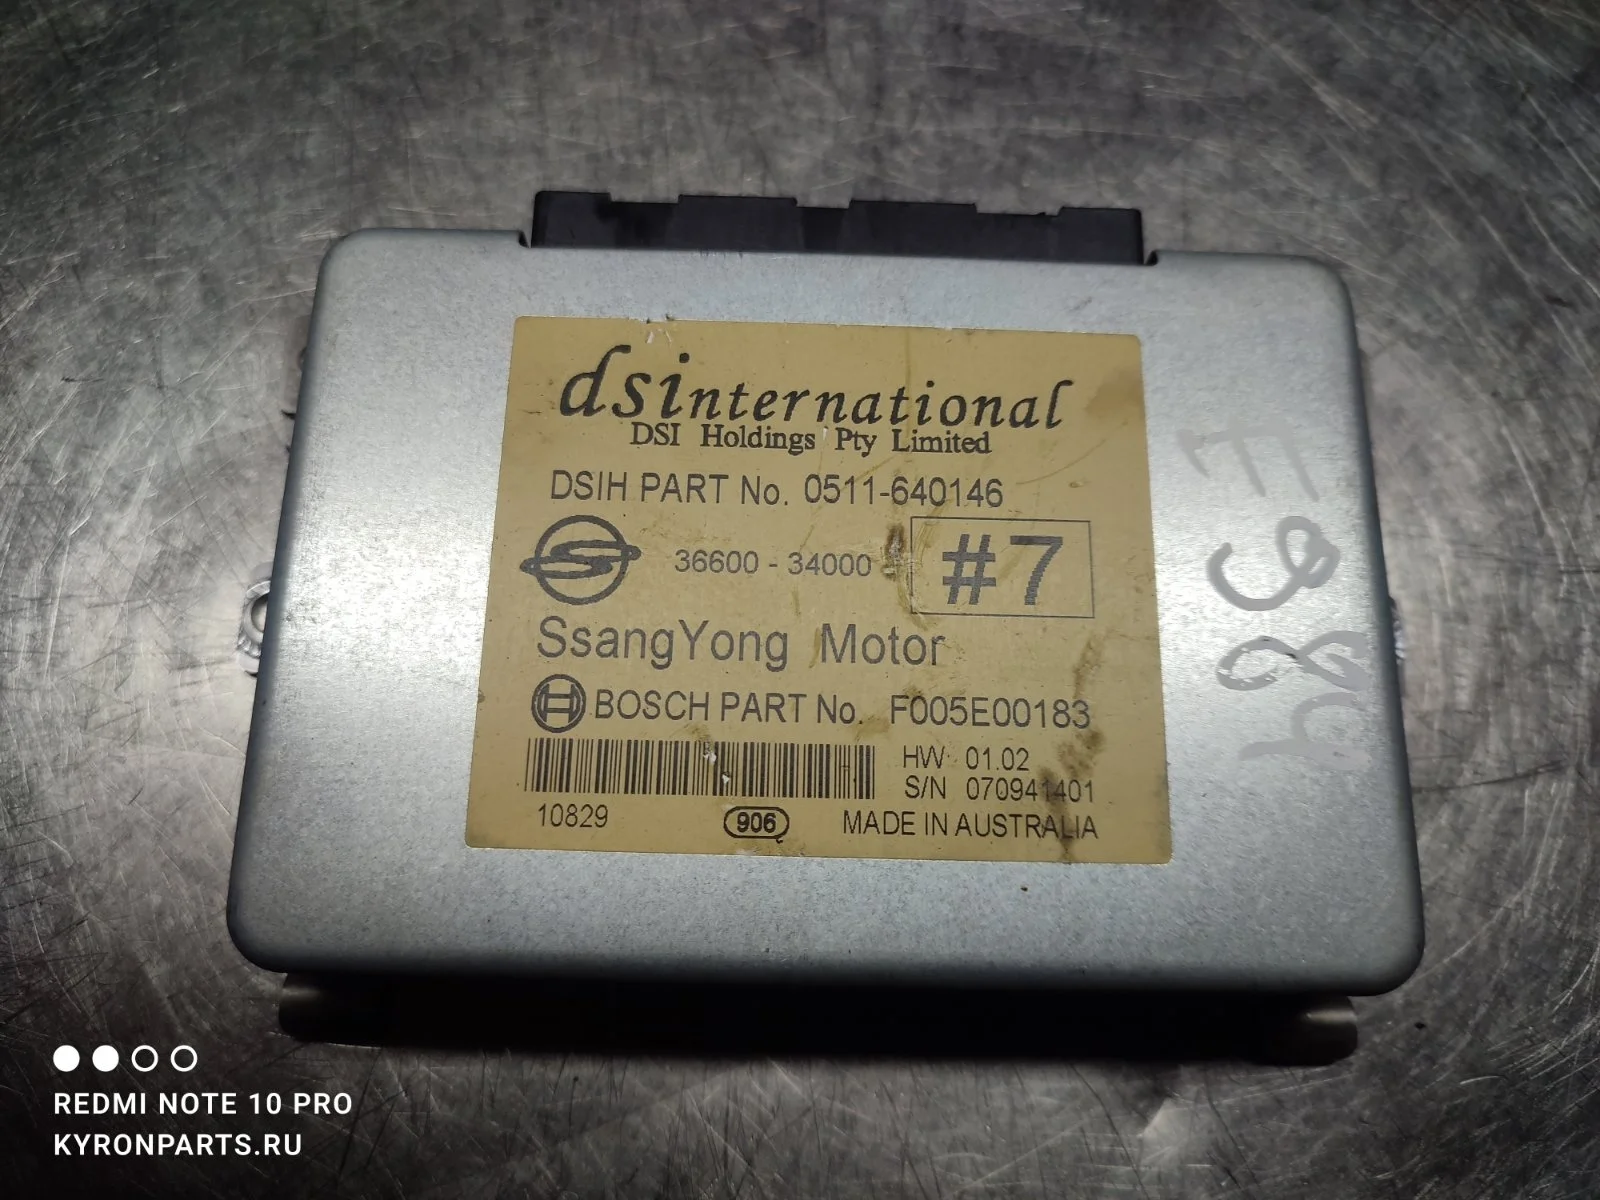 dsinternational
DSI Holdings Pty Limited
DSIH PART No. 0511-640146
36600 - 34000
#7
SsangYong Motor
BOSCH PART No. F005E00183
HW 01.02
S/N 070941401
10829
906
MADE IN AUSTRALIA
REDMI NOTE 10 PRO
KYRONPARTS.RU